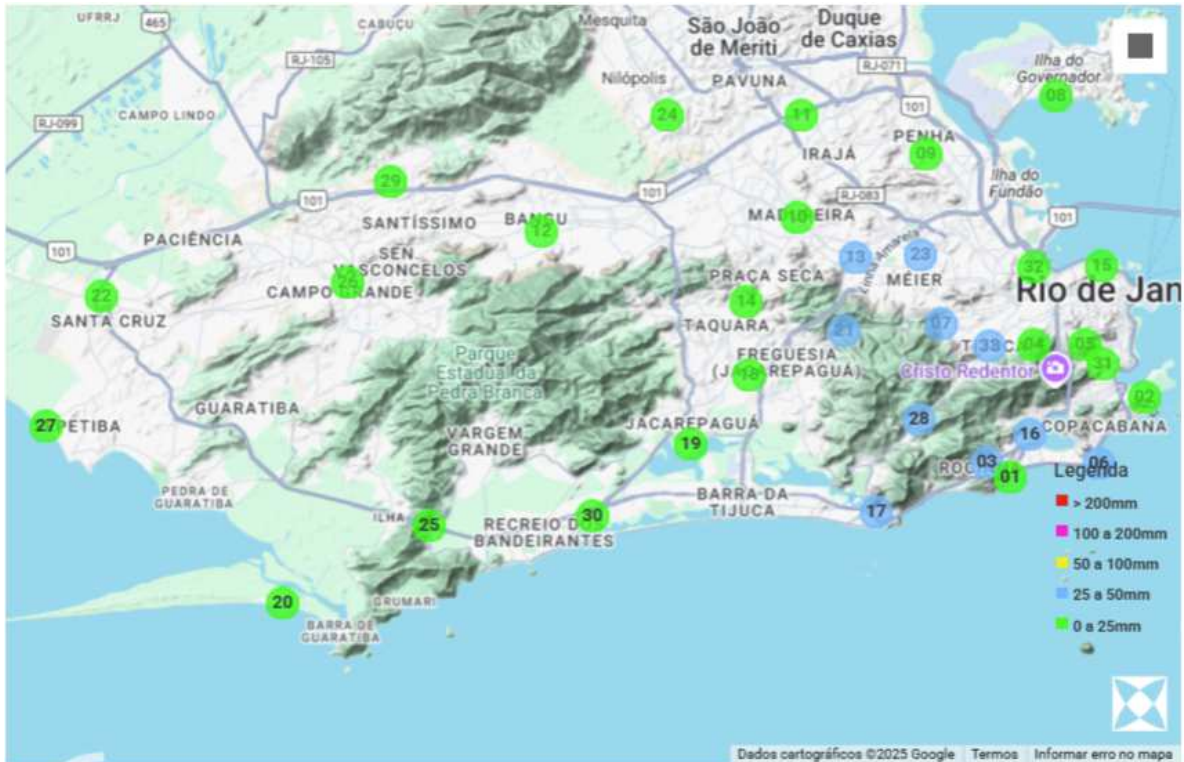 UFRRJ
465
CABUÇU
Mesquita
São João
de Meriti
Duque
de Caxias
RJ-105
Nilópolis
PAVUNA
RJ-071
Ilha do
Governador
08
CAMPO LINDO
RJ-099
24
11
101
PENHA
IRAJÁ
09
Ilha do
Fundão
29
101
101
RJ-083
SANTÍSSIMO
BANGU
12
10
101
PACIÊNCIA
101
SEN
VASCONCELOS
CAMPO GRANDE
13
Linha Amarela
23
MÉIER
PRAÇA SECA
32
15
22
SANTA CRUZ
14
TAQUARA
Rio de Jan
21
07
33
04
05
31
Parque
Estadual da
Pedra Branca
FREGUESIA
(JACAREPAGUÁ)
18
Cristo Redentor
02
GUARATIBA
28
COPACABANA
27
VARGEM
GRANDE
JACAREPAGUÁ
19
16
03
06
01
PEDRA DE
GUARATIBA
BARRA DA
TIJUCA
17
ILHA
25
30
RECREIO D
BANDEIRANTES
20
GRUMARI
BARRA DE
GUARATIBA
Legenda
> 200mm
100 a 200mm
50 a 100mm
25 a 50mm
0 a 25mm
Dados cartográficos ©2025 Google
Termos
Informar erro no mapa